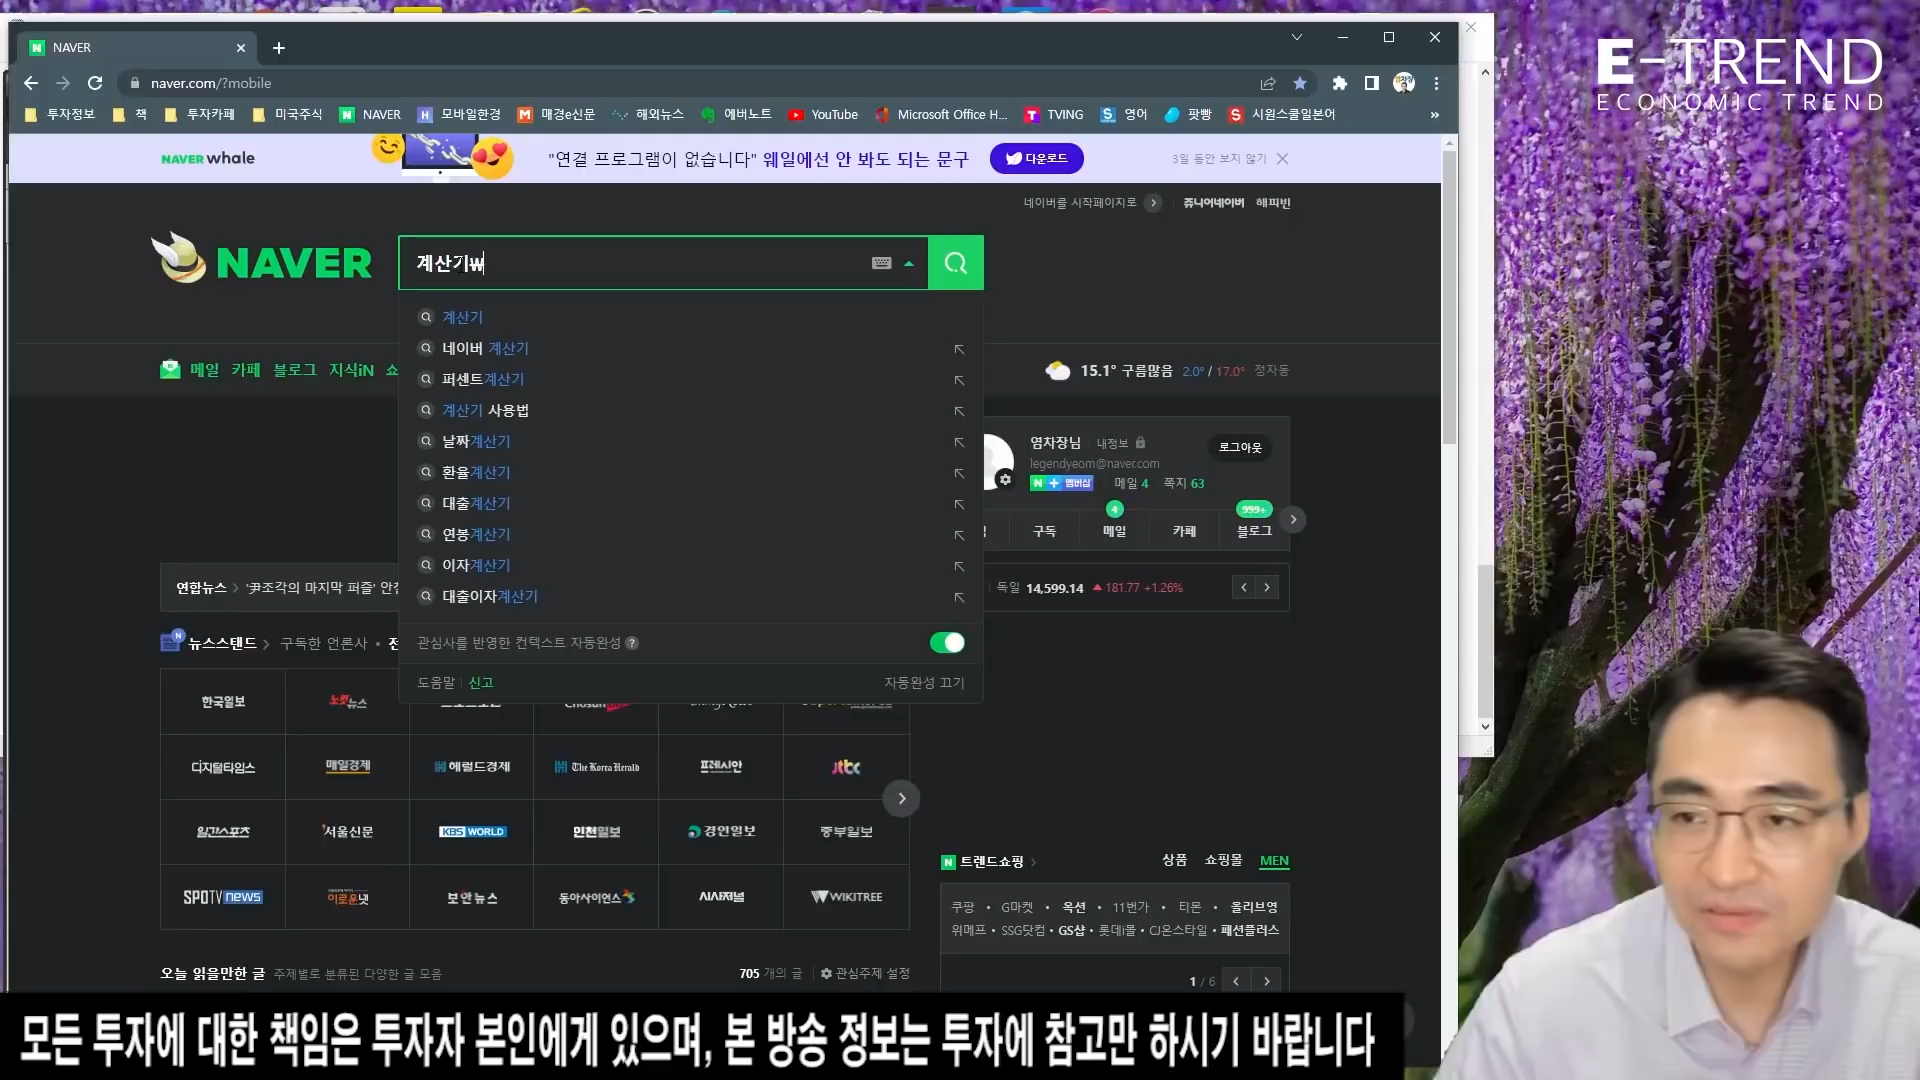 NAVER
naver.com/?mobile
투자정보 책 투자카페 미국주식 NAVER 모바일한경 매경e신문 해외뉴스 에버노트 YouTube Microsoft Office H... TVING 영어 팟빵 시원스쿨일본어 »
E-TREND
ECONOMIC TREND
NAVER whale "연결 프로그램이 없습니다" 웨일에선 안 봐도 되는 문구 다운로드 3일 동안 보지 않기
네이버를 시작페이지로 쥬니어네이버 해피빈
NAVER 계산기₩
계산기
네이버 계산기
퍼센트계산기
계산기 사용법
날짜계산기
환율계산기
대출계산기
연봉계산기
이자계산기
대출이자계산기
관심사를 반영한 컨텍스트 자동완성 ?
도움말 신고 자동완성 끄기
메일 카페 블로그 지식iN 쇼
15.1° 구름많음 2.0° / 17.0° 정자동
염차장님 내정보 로그아웃
legendyeom@naver.com
N + 멤버십 메일 4 쪽지 63
4 999+
구독 메일 카페 블로그
연합뉴스 '尹조각의 마지막 퍼즐'
독일 14,599.14 181.77 +1.26%
뉴스스탠드 구독한 언론사
한국일보 노컷뉴스
디지털타임스 매일경제 헤럴드경제 The Korea Herald 프레시안 jtbc
일간스포츠 서울신문 KBS WORLD 인천일보 경인일보 중부일보
SPOTV news 이로운넷 보안뉴스 동아사이언스 시사저널 WIKITREE
트렌드쇼핑 상품 쇼핑몰 MEN
쿠팡 • G마켓 • 옥션 • 11번가 • 티몬 • 올리브영
위메프 • SSG닷컴 • GS샵 • 롯데i몰 • CJ온스타일 • 패션플러스
1 / 6
오늘 읽을만한 글 주제별로 분류된 다양한 글 모음 705 개의 글 관심주제 설정
모든 투자에 대한 책임은 투자자 본인에게 있으며, 본 방송 정보는 투자에 참고만 하시기 바랍니다